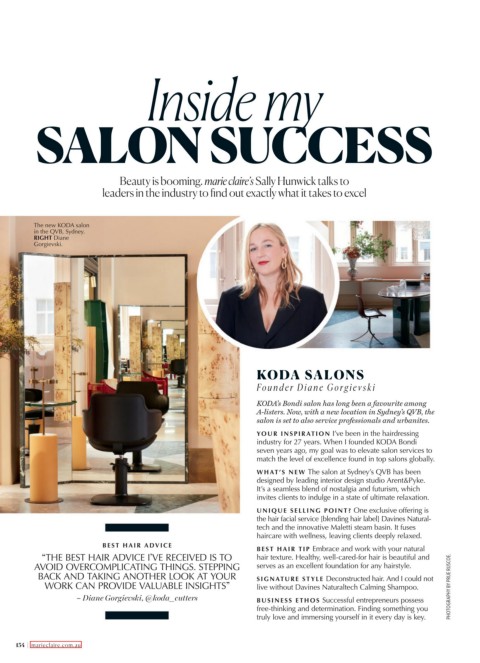 Inside my
SALON SUCCESS
Beauty is booming. marie claire's Sally Hunwick talks to
leaders in the industry to find out exactly what it takes to excel
The new KODA salon
in the QVB, Sydney.
RIGHT Diane
Gorgievski.
KODA SALONS
Founder Diane Gorgievski
KODA's Bondi salon has long been a favourite among
A-listers. Now, with a new location in Sydney's QVB, the
salon is set to also service professionals and urbanites.
YOUR INSPIRATION I've been in the hairdressing
industry for 27 years. When I founded KODA Bondi
seven years ago, my goal was to elevate salon services to
match the level of excellence found in top salons globally.
WHAT'S NEW The salon at Sydney's QVB has been
designed by leading interior design studio Arent&Pyke.
It's a seamless blend of nostalgia and futurism, which
invites clients to indulge in a state of ultimate relaxation.
UNIQUE SELLING POINT? One exclusive offering is
the hair facial service [blending hair label] Davines Natural-
tech and the innovative Maletti steam basin. It fuses
haircare with wellness, leaving clients deeply relaxed.
BEST HAIR TIP Embrace and work with your natural
hair texture. Healthy, well-cared-for hair is beautiful and
serves as an excellent foundation for any hairstyle.
SIGNATURE STYLE Deconstructed hair. And I could not
live without Davines Naturaltech Calming Shampoo.
BUSINESS ETHOS Successful entrepreneurs possess
free-thinking and determination. Finding something you
truly love and immersing yourself in it every day is key.
BEST HAIR ADVICE
"THE BEST HAIR ADVICE I'VE RECEIVED IS TO
AVOID OVERCOMPLICATING THINGS. STEPPING
BACK AND TAKING ANOTHER LOOK AT YOUR
WORK CAN PROVIDE VALUABLE INSIGHTS"
– Diane Gorgievski, @koda_cutters
PHOTOGRAPHY BY PRUE RUSCOE
154 | marieclaire.com.au